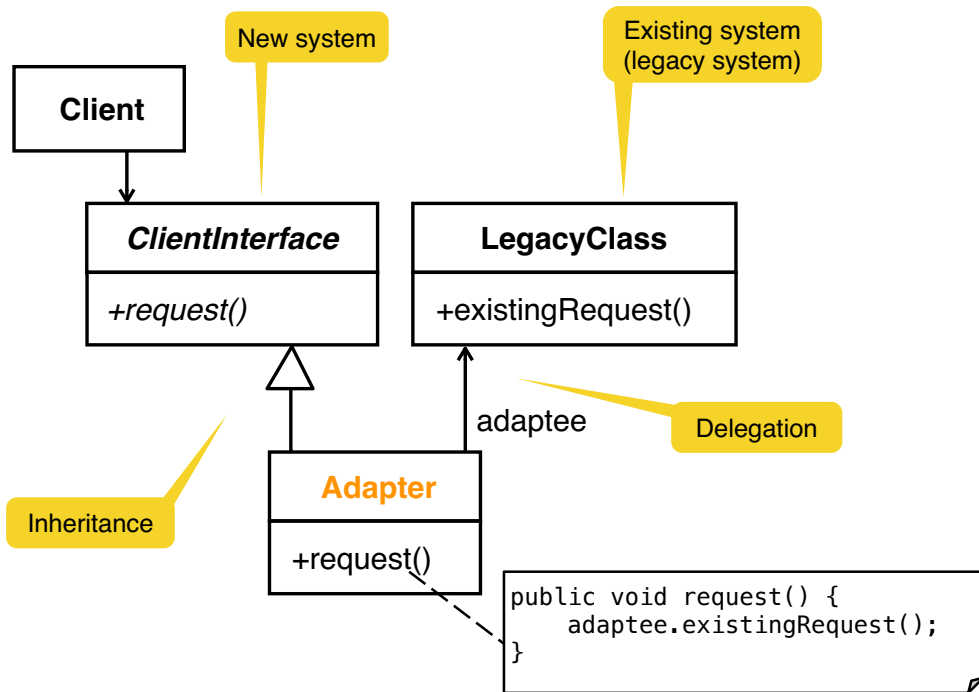 New system
Existing system
(legacy system)
Client
ClientInterface
+request()
LegacyClass
+existingRequest()
adaptee
Delegation
Inheritance
Adapter
+request()
public void request() {
    adaptee.existingRequest();
}